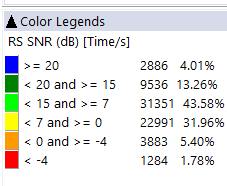 Color Legends
RS SNR (dB) [Time/s]
>= 20 2886 4.01%
< 20 and >= 15 9536 13.26%
< 15 and >= 7 31351 43.58%
< 7 and >= 0 22991 31.96%
< 0 and >= -4 3883 5.40%
< -4 1284 1.78%